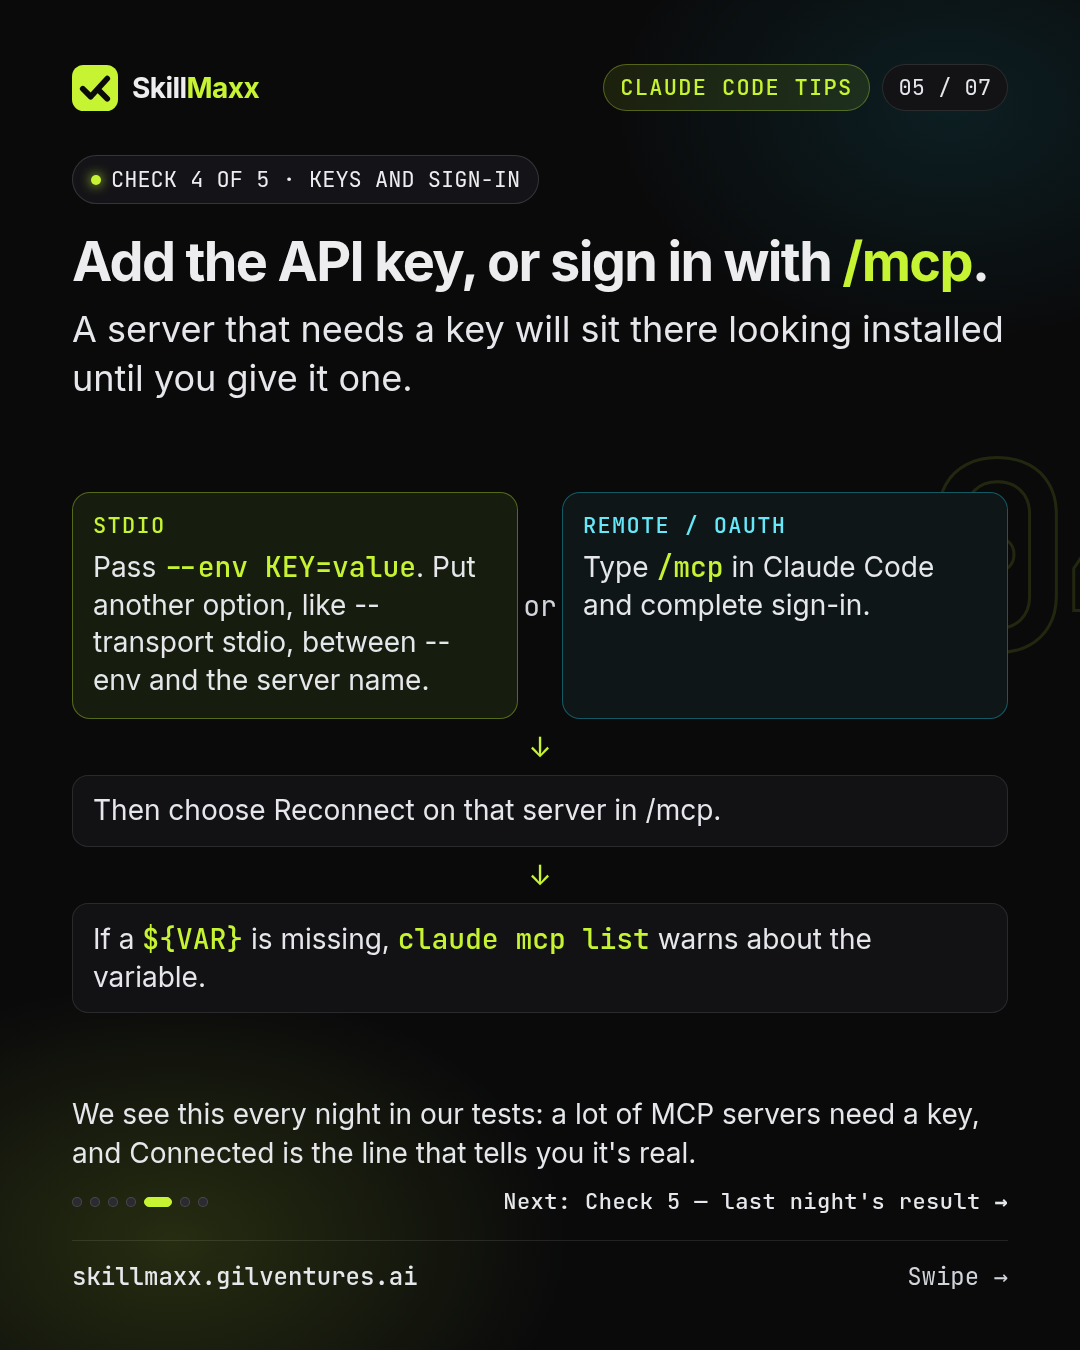 SkillMaxx
CLAUDE CODE TIPS
05 / 07
CHECK 4 OF 5 · KEYS AND SIGN-IN
Add the API key, or sign in with /mcp.
A server that needs a key will sit there looking installed
until you give it one.
STDIO
Pass --env KEY=value. Put
another option, like --
transport stdio, between --
env and the server name.
or
REMOTE / OAUTH
Type /mcp in Claude Code
and complete sign-in.
↓
Then choose Reconnect on that server in /mcp.
↓
If a ${VAR} is missing, claude mcp list warns about the
variable.
We see this every night in our tests: a lot of MCP servers need a key,
and Connected is the line that tells you it's real.
Next: Check 5 — last night's result →
skillmaxx.gilventures.ai
Swipe →